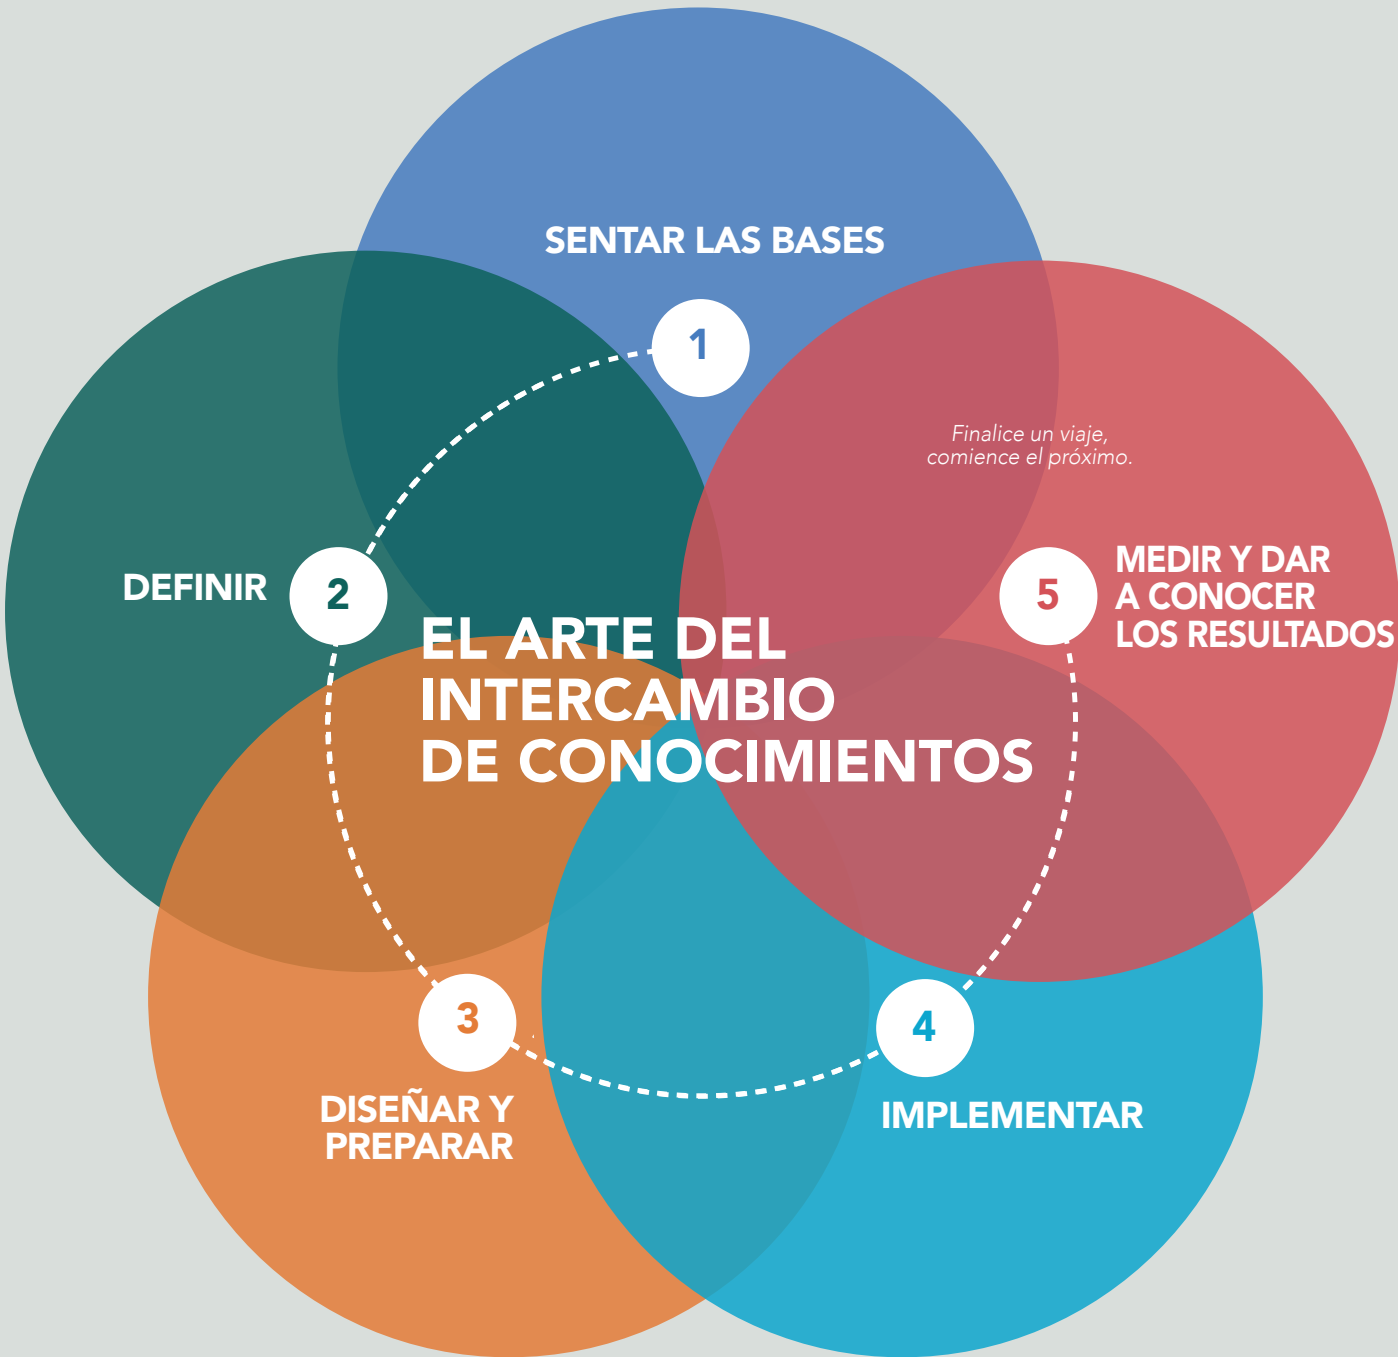 SENTAR LAS BASES
1
Finalice un viaje,
comience el próximo.
DEFINIR
2
5
MEDIR Y DAR
A CONOCER
LOS RESULTADOS
EL ARTE DEL
INTERCAMBIO
DE CONOCIMIENTOS
3
DISEÑAR Y
PREPARAR
4
IMPLEMENTAR